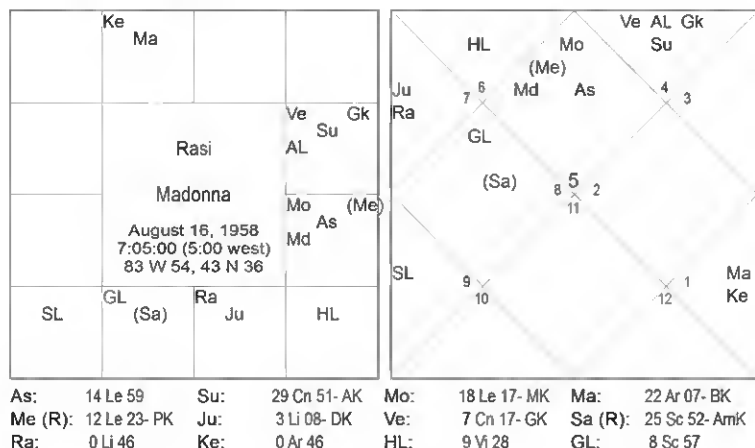 Ke
Ma
Ve Gk
Su
AL
Rasi
Madonna
August 16, 1958
7:05:00 (5:00 west)
83 W 54, 43 N 36
Mo (Me)
As
Md
SL
GL
(Sa)
Ra
Ju
HL
Ve AL Gk
HL Mo Su
(Me)
Ju 6 Md As 4
Ra 7 3
GL
(Sa) 5
8 2
11
SL 9 1 Ma
10 12 Ke
As: 14 Le 59 Su: 29 Cn 51- AK Mo: 18 Le 17- MK Ma: 22 Ar 07- BK
Me (R): 12 Le 23- PK Ju: 3 Li 08- DK Ve: 7 Cn 17- GK Sa (R): 25 Sc 52- AmK
Ra: 0 Li 46 Ke: 0 Ar 46 HL: 9 Vi 28 GL: 8 Sc 57